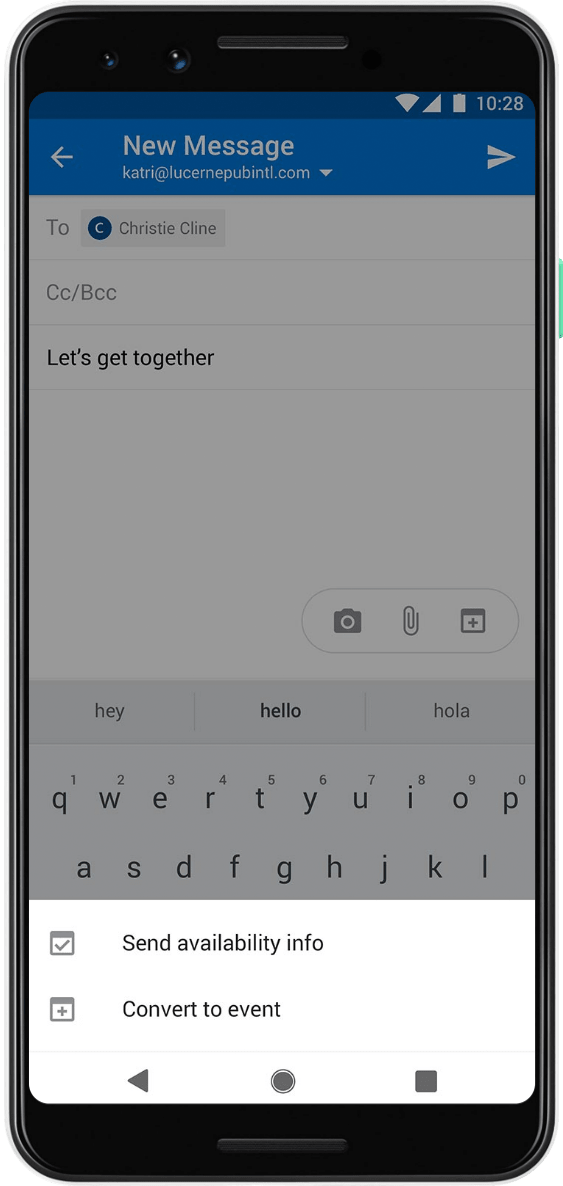 10:28
New Message
katri@lucernepubintl.com
To C Christie Cline
Cc/Bcc
Let's get together
hey hello hola
1 2 3 4 5 6 7 8 9 0
q w e r t y u i o p
a s d f g h j k l
Send availability info
Convert to event